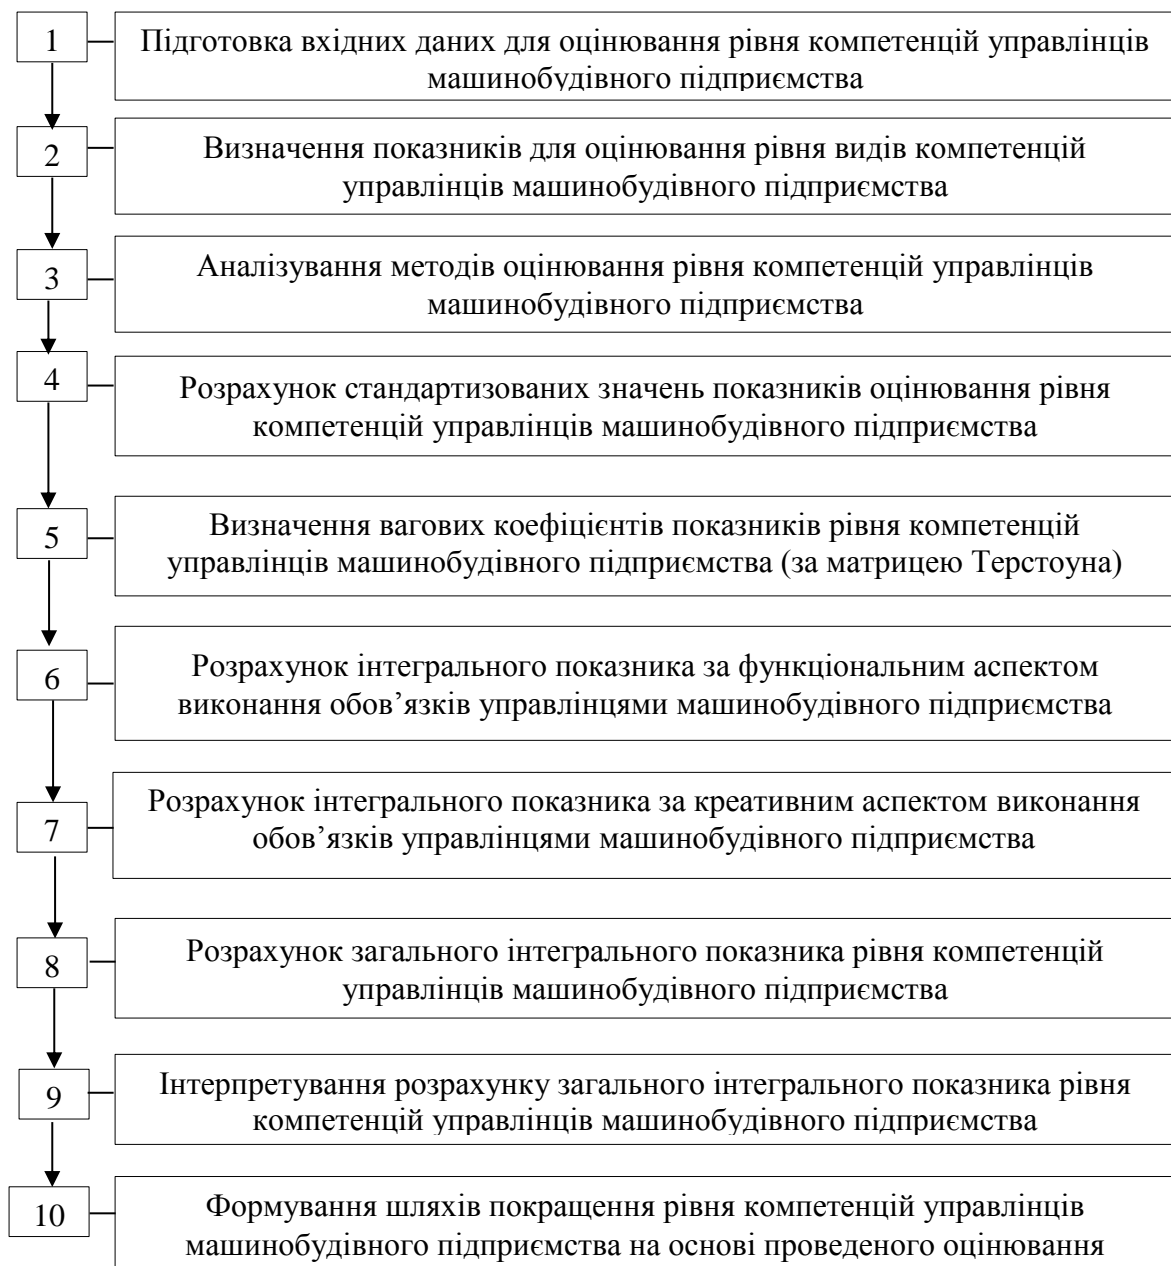 1
Підготовка вхідних даних для оцінювання рівня компетенцій управлінців
машинобудівного підприємства
2
Визначення показників для оцінювання рівня видів компетенцій
управлінців машинобудівного підприємства
3
Аналізування методів оцінювання рівня компетенцій управлінців
машинобудівного підприємства
4
Розрахунок стандартизованих значень показників оцінювання рівня
компетенцій управлінців машинобудівного підприємства
5
Визначення вагових коефіцієнтів показників рівня компетенцій
управлінців машинобудівного підприємства (за матрицею Терстоуна)
6
Розрахунок інтегрального показника за функціональним аспектом
виконання обов’язків управлінцями машинобудівного підприємства
7
Розрахунок інтегрального показника за креативним аспектом виконання
обов’язків управлінцями машинобудівного підприємства
8
Розрахунок загального інтегрального показника рівня компетенцій
управлінців машинобудівного підприємства
9
Інтерпретування розрахунку загального інтегрального показника рівня
компетенцій управлінців машинобудівного підприємства
10
Формування шляхів покращення рівня компетенцій управлінців
машинобудівного підприємства на основі проведеного оцінювання